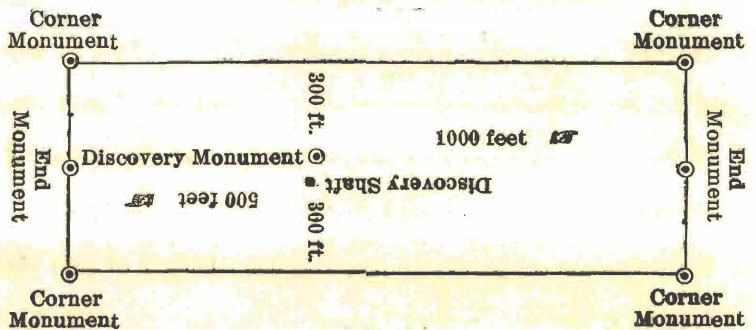 Corner
Monument
Corner
Monument
300 ft.
1000 feet
End
Monument
Discovery Monument
End
Monument
Discovery Shaft
500 feet
300 ft.
Corner
Monument
Corner
Monument